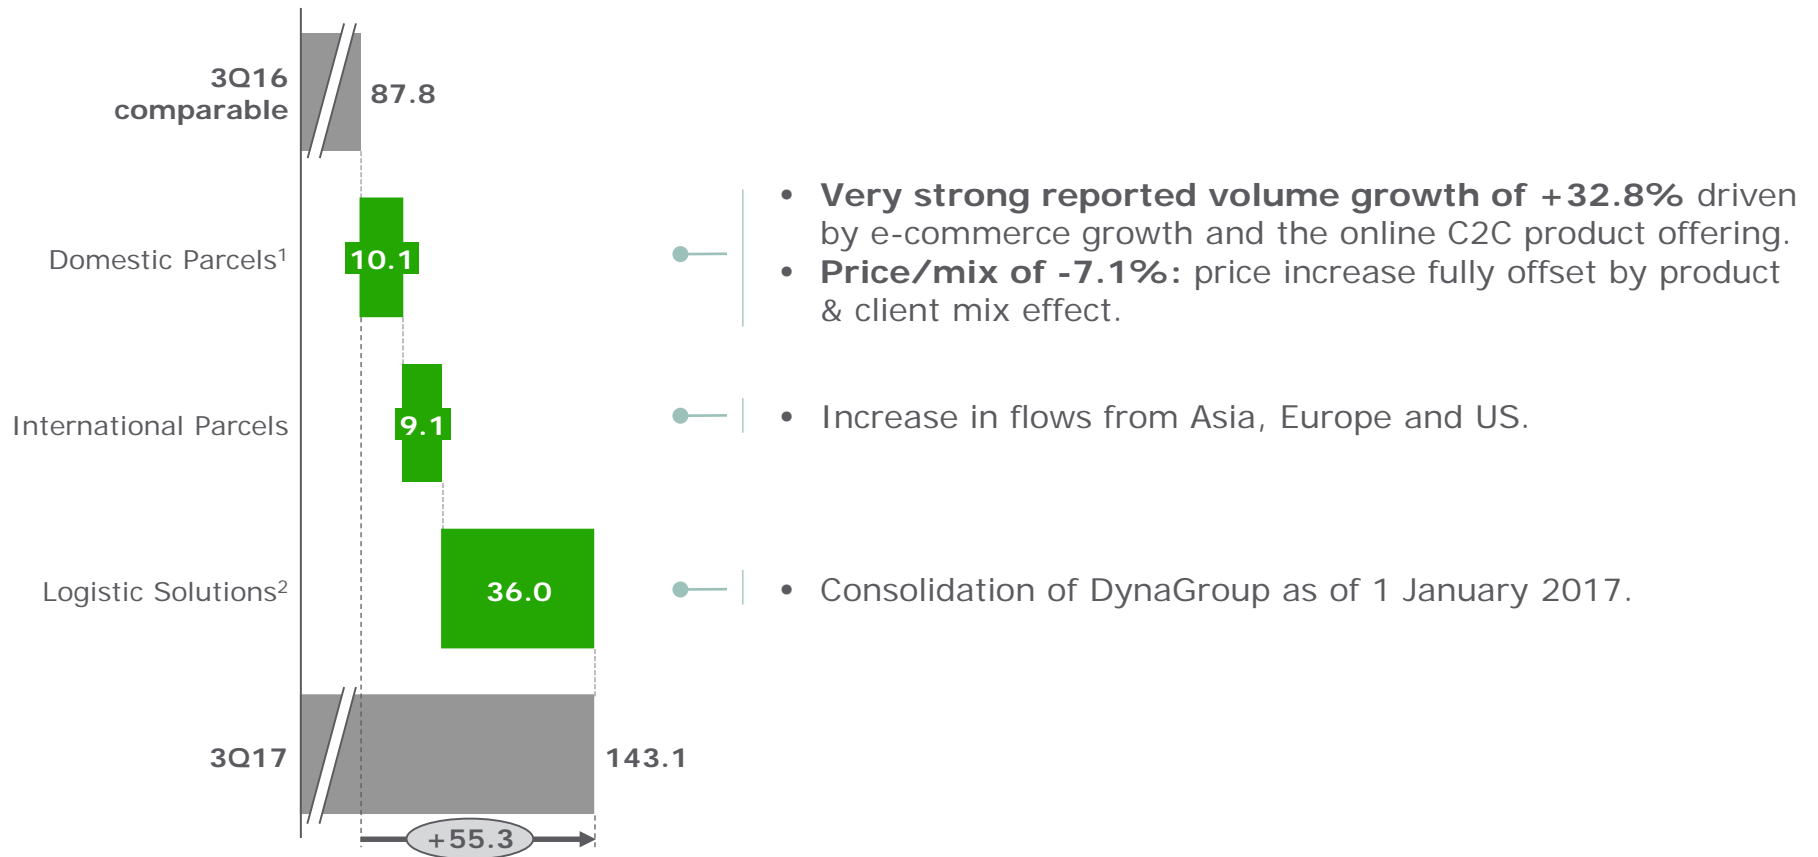 3Q16
comparable
87.8
Domestic Parcels¹
10.1
• Very strong reported volume growth of +32.8% driven
by e-commerce growth and the online C2C product offering.
• Price/mix of -7.1%: price increase fully offset by product
& client mix effect.
International Parcels
9.1
• Increase in flows from Asia, Europe and US.
Logistic Solutions²
36.0
• Consolidation of DynaGroup as of 1 January 2017.
3Q17
143.1
+55.3